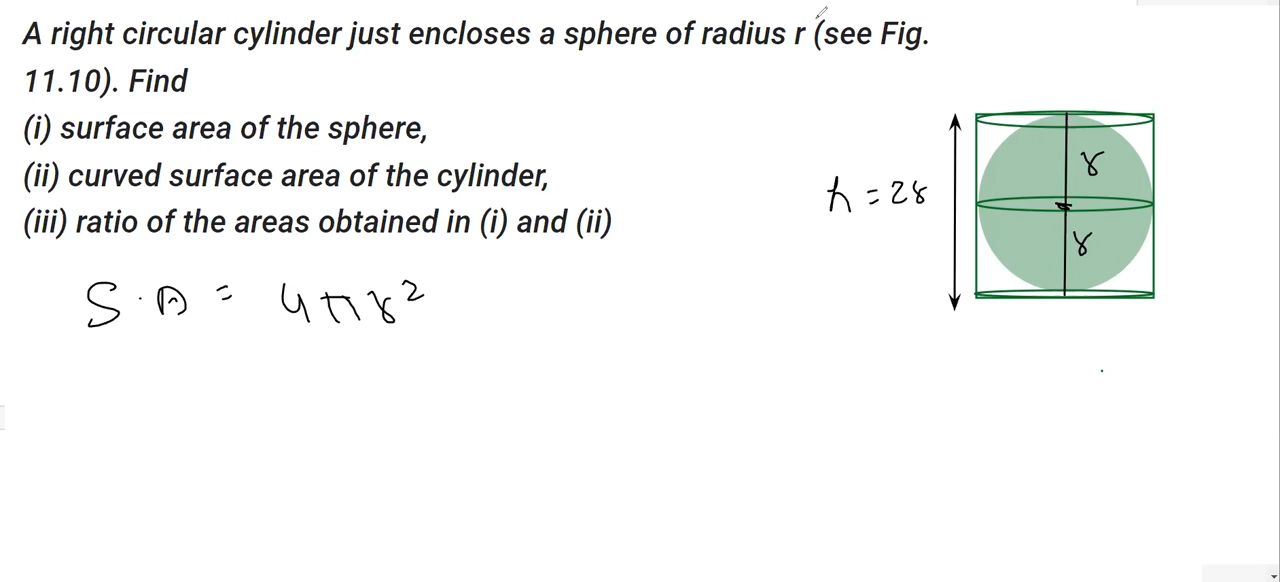 A right circular cylinder just encloses a sphere of radius r (see Fig.
11.10). Find
(i) surface area of the sphere,
(ii) curved surface area of the cylinder,
(iii) ratio of the areas obtained in (i) and (ii)
h = 2r
r
r
S.A = 4πr²